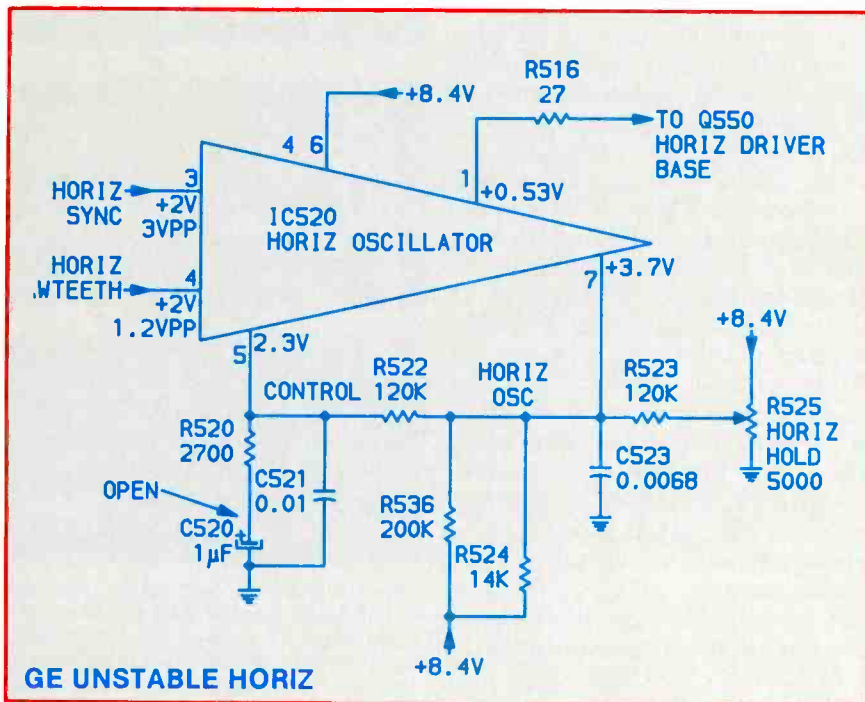 R516
27
+8.4V
TO Q550
HORIZ DRIVER
BASE
4 6
1
+0.53V
3
HORIZ
SYNC
+2V
3VPP
IC520
HORIZ OSCILLATOR
HORIZ
.WTEETH
4
+2V
1.2VPP
7
+3.7V
5
2.3V
+8.4V
CONTROL
R522
120K
HORIZ
OSC
R523
120K
R525
HORIZ
HOLD
5000
R520
2700
OPEN
C521
0.01
C520
+
1µF
R536
200K
R524
14K
C523
0.0068
+8.4V
GE UNSTABLE HORIZ